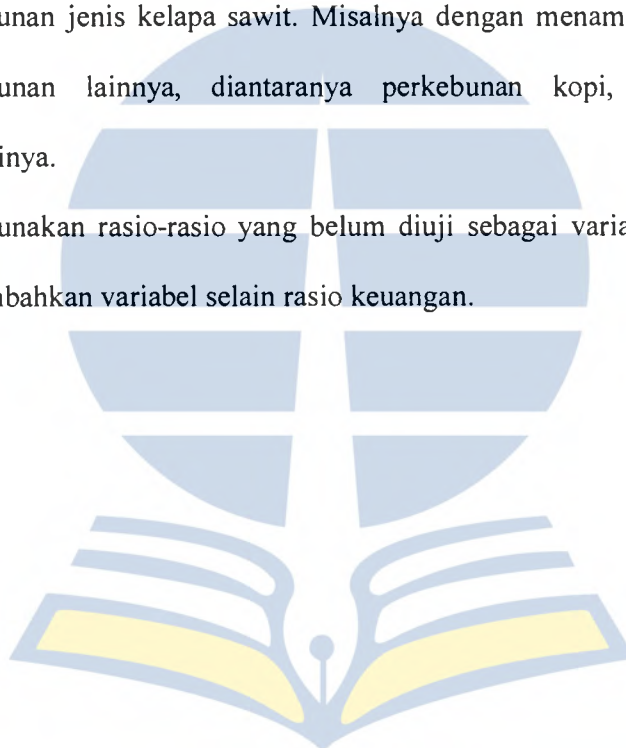 unan jenis kelapa sawit. Misalnya dengan menam
unan lainnya, diantaranya perkebunan kopi,
inya.
unakan rasio-rasio yang belum diuji sebagai varia
nbahkan variabel selain rasio keuangan.